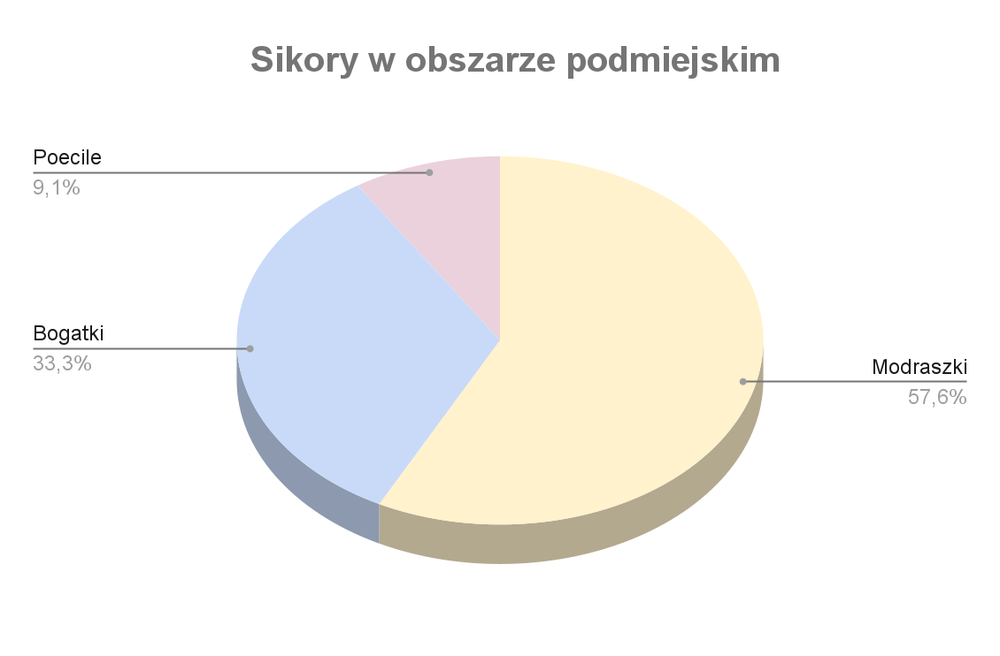 Sikory w obszarze podmiejskim
Poecile
9,1%
Bogatki
33,3%
Modraszki
57,6%